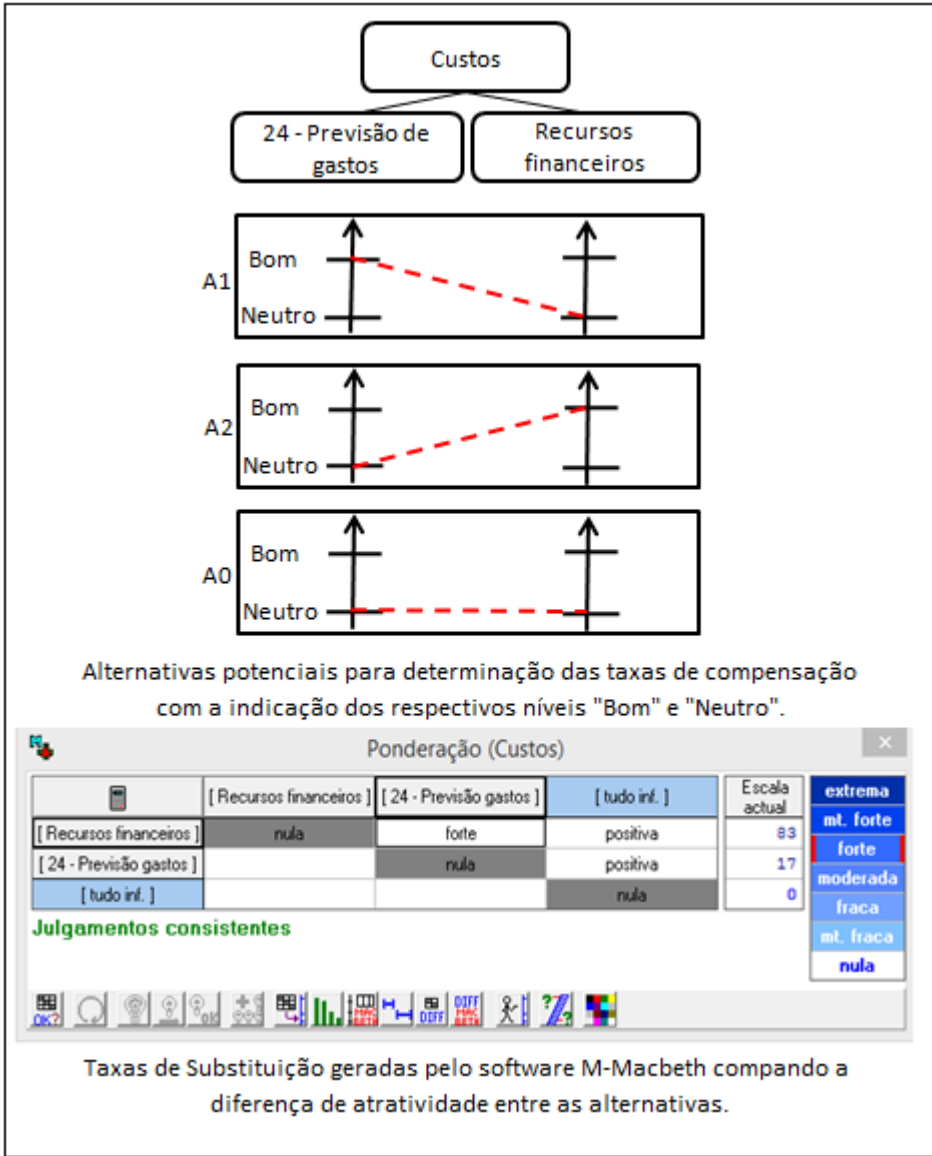 Custos
24 - Previsão de
gastos
Recursos
financeiros
A1
Bom
Neutro
A2
Bom
Neutro
A0
Bom
Neutro
Alternativas potenciais para determinação das taxas de compensação
com a indicação dos respectivos níveis "Bom" e "Neutro".
Ponderação (Custos)
[ Recursos financeiros ] [ 24 - Previsão gastos ] [ tudo inf. ] Escala actual
[ Recursos financeiros ] nula forte positiva 83
[ 24 - Previsão gastos ] nula positiva 17
[ tudo inf. ] nula 0
extrema
mt. forte
forte
moderada
fraca
mt. fraca
nula
Julgamentos consistentes
Taxas de Substituição geradas pelo software M-Macbeth compando a
diferença de atratividade entre as alternativas.